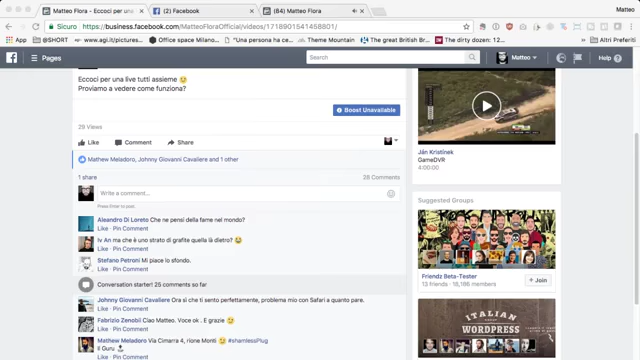 Matteo Flora - Eccoci per una
(2) Facebook
(64) Matteo Flora
Matteo
Sicuro
https://business.facebook.com/MatteoFloraOfficial/videos/1718901541458801/
App
@SHORT
www.agi.it/pictures
Office space Milano
"Una persona ha ce
Imported
The great British Br
The dirty dozen: 12
Altri Preferiti
Pages
Search
Matteo
Help
Eccoci per una live tutti assieme
Proviamo a vedere come funziona?
Boost Unavailable
29 Views
Like Comment Share
Mathew Meladoro, Johnny Giovanni Cavaliere and 1 other
1 share
28 Comments
Write a comment...
Press Enter to post.
Aleandro Di Loreto Che ne pensi della fame nel mondo?
Like · Pin Comment
Iv An ma che è uno strato di grafite quella là dietro?
Like · Pin Comment
Stefano Petroni Mi piace lo sfondo.
Like · Pin Comment
Conversation starter! 25 comments so far
Johnny Giovanni Cavaliere Ora sì che ti sento perfettamente, problema mio con Safari a quanto pare.
Like · Pin Comment
Fabrizio Zenobii Ciao Matteo. Voce ok . E grazie
Like · Pin Comment
Mathew Meladoro Via Cimarra 4, rione Monti #shamlessPlug
Il Guru
Like · Pin Comment
Ján Kristínek
GameDVR
4:00:00
Suggested Groups
Friendz Beta-Tester
13 friends · 18,186 members
+ Join
ITALIAN
WORDPRESS